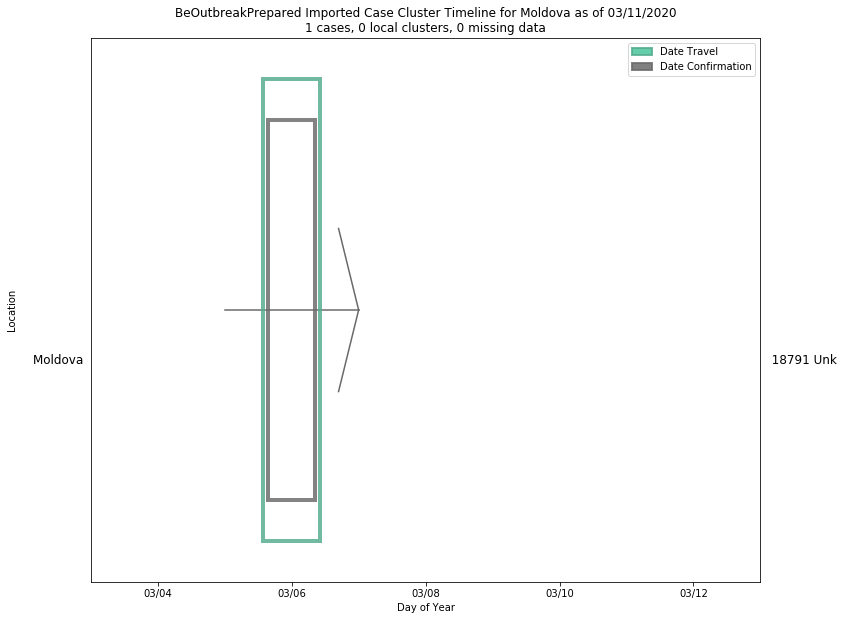 BeOutbreakPrepared Imported Case Cluster Timeline for Moldova as of 03/11/2020
1 cases, 0 local clusters, 0 missing data
Date Travel
Date Confirmation
Location
Moldova
18791 Unk
03/04
03/06
03/08
03/10
03/12
Day of Year